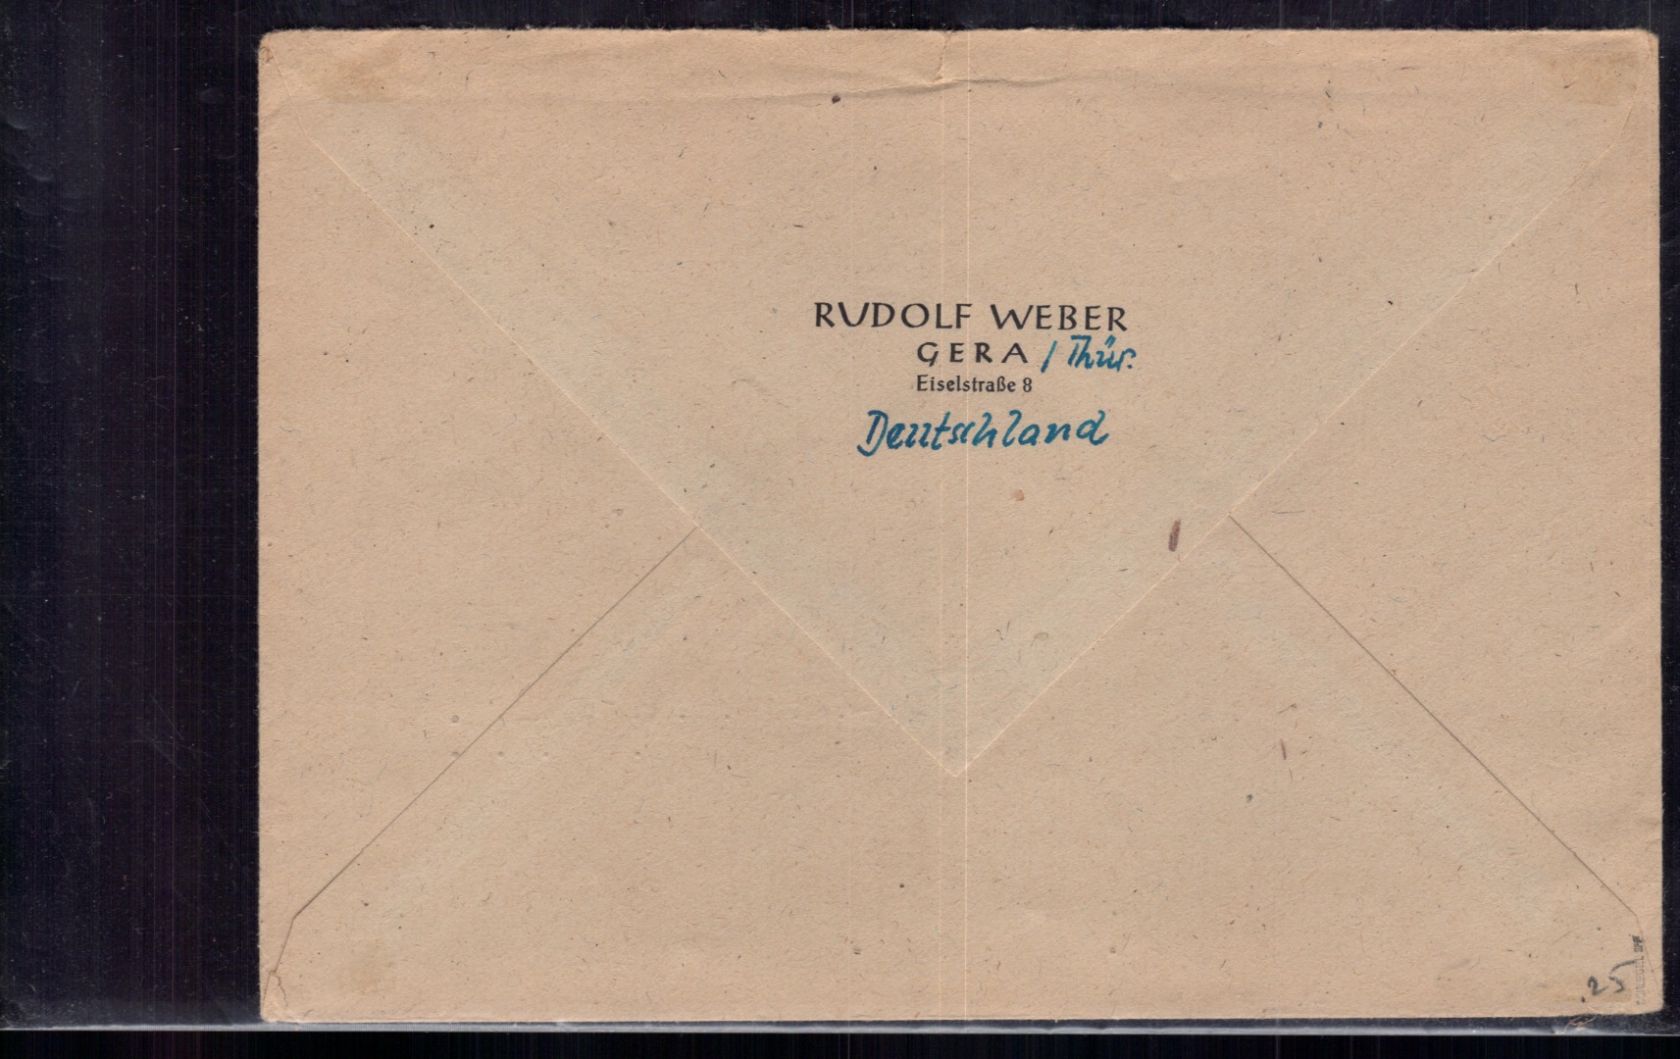 RUDOLF WEBER
GERA / Thür.
Eiselstraße 8
Deutschland
.25